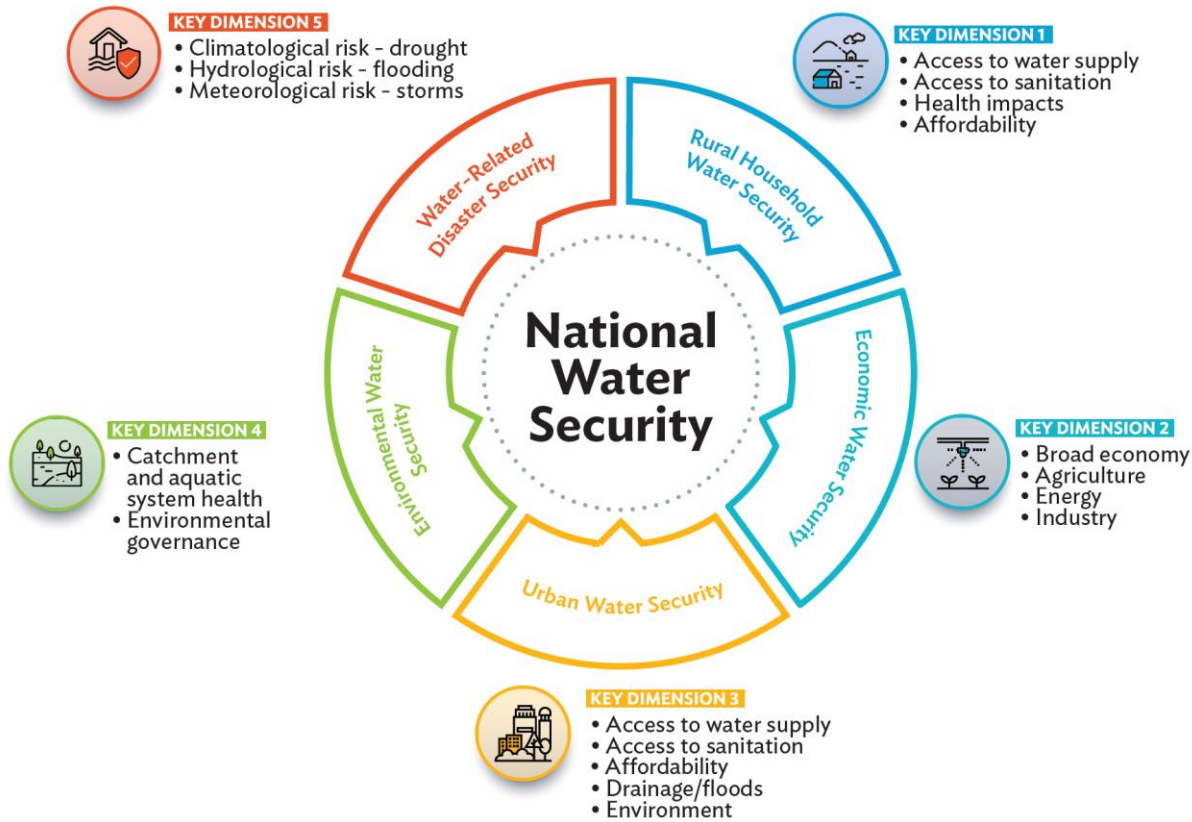 KEY DIMENSION 5
• Climatological risk - drought
• Hydrological risk - flooding
• Meteorological risk - storms
KEY DIMENSION 1
• Access to water supply
• Access to sanitation
• Health impacts
• Affordability
Water-Related
Disaster Security
Rural Household
Water Security
National
Water
Security
Environmental Water
Security
Economic Water Security
KEY DIMENSION 4
• Catchment
and aquatic
system health
• Environmental
governance
KEY DIMENSION 2
• Broad economy
• Agriculture
• Energy
• Industry
Urban Water Security
KEY DIMENSION 3
• Access to water supply
• Access to sanitation
• Affordability
• Drainage/floods
• Environment